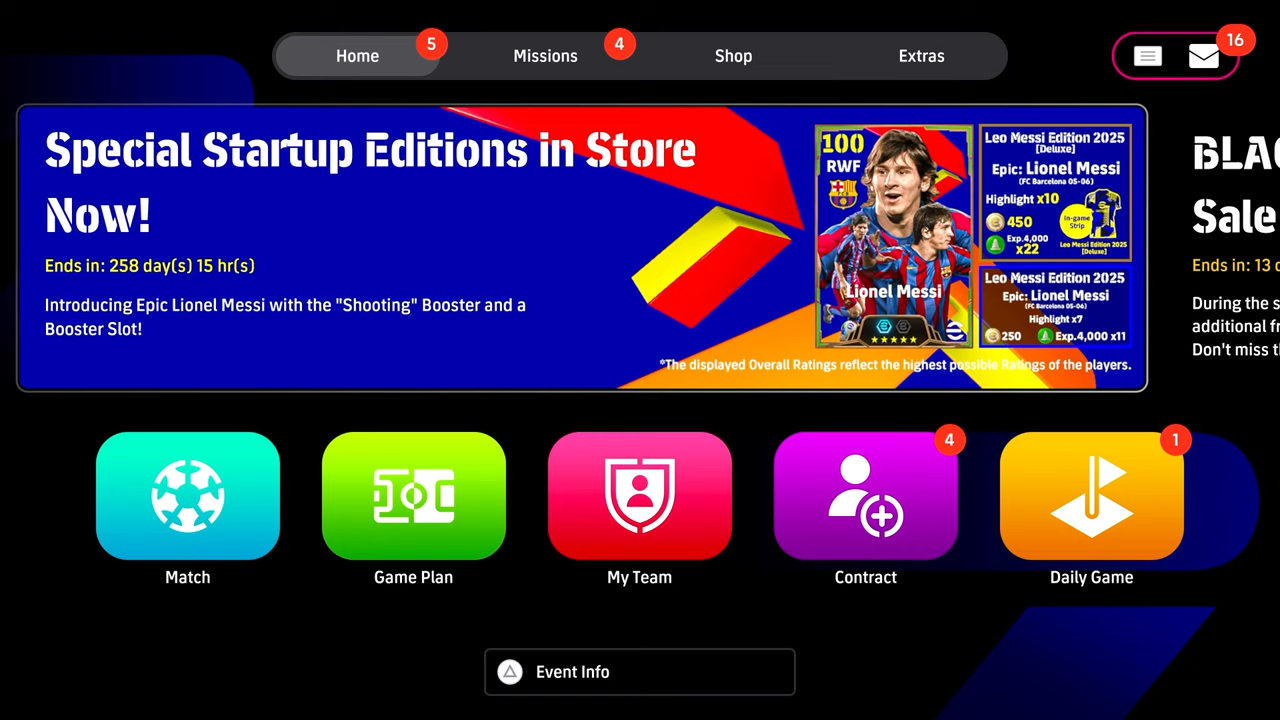 Home
5
Missions
4
Shop
Extras
16
Special Startup Editions in Store
Now!
Ends in: 258 day(s) 15 hr(s)
Introducing Epic Lionel Messi with the "Shooting" Booster and a
Booster Slot!
100
RWF
Lionel Messi
Leo Messi Edition 2025
[Deluxe]
Epic: Lionel Messi
(FC Barcelona 05-06)
Highlight x10
450
Exp.4,000
x22
In-game
Strip
Leo Messi Edition 2025
[Deluxe]
Leo Messi Edition 2025
Epic: Lionel Messi
(FC Barcelona 05-06)
Highlight x7
250
Exp.4,000 x11
*The displayed Overall Ratings reflect the highest possible Ratings of the players.
BLAC
Sale
Ends in: 13 d
During the s
additional fr
Don't miss th
Match
Game Plan
My Team
4
Contract
1
Daily Game
Event Info